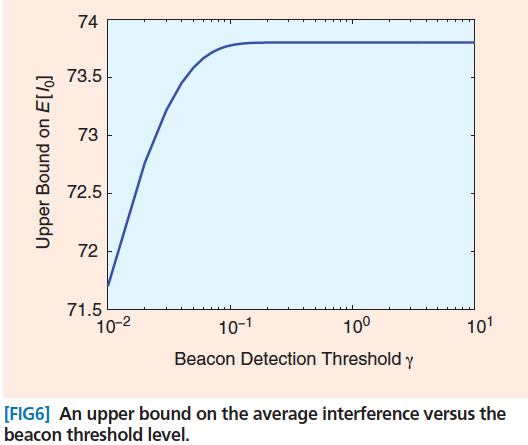 74
73.5
73
72.5
72
71.5
Upper Bound on E[I₀]
10⁻² 10⁻¹ 10⁰ 10¹
Beacon Detection Threshold γ
[FIG6] An upper bound on the average interference versus the
beacon threshold level.